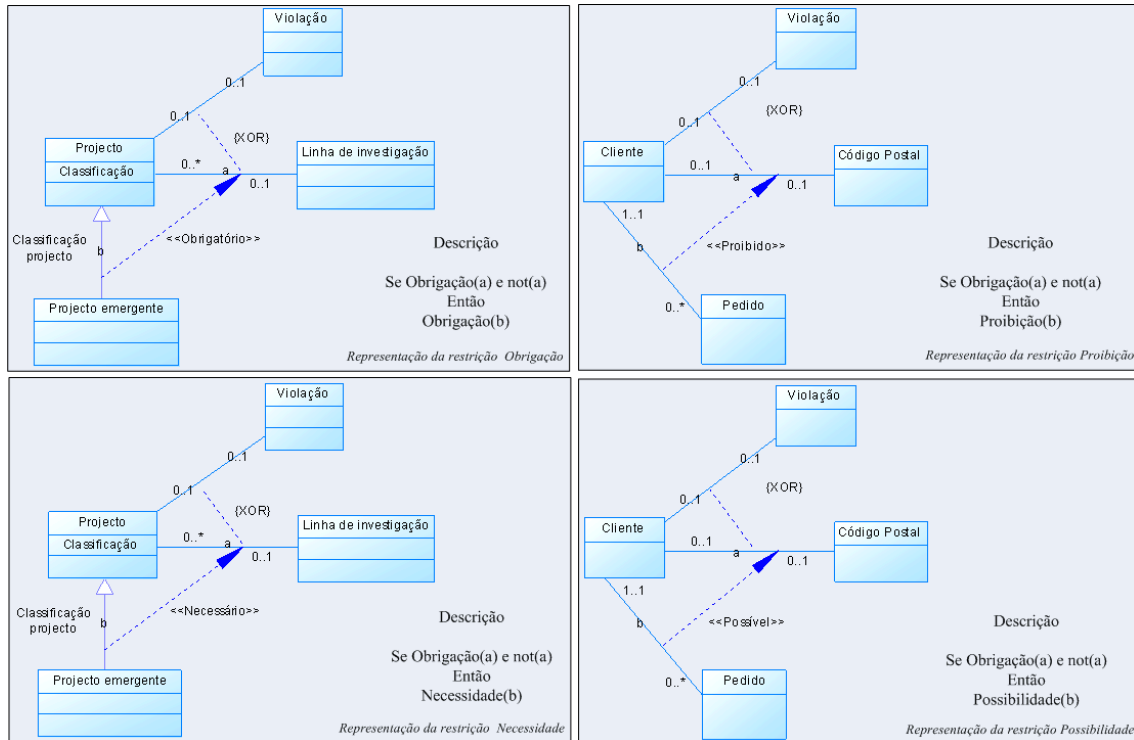 Violação
0..1
0..1
{XOR}
Projecto
Classificação
0..*
a
0..1
Linha de investigação
Classificação
projecto
b
<<Obrigatório>>
Projecto emergente
Descrição
Se Obrigação(a) e not(a)
Então
Obrigação(b)
Representação da restrição Obrigação
Violação
0..1
0..1
{XOR}
Cliente
0..1
a
0..1
Código Postal
1..1
b
<<Proibido>>
0..*
Pedido
Descrição
Se Obrigação(a) e not(a)
Então
Proibição(b)
Representação da restrição Proibição
Violação
0..1
0..1
{XOR}
Projecto
Classificação
0..*
a
0..1
Linha de investigação
Classificação
projecto
b
<<Necessário>>
Projecto emergente
Descrição
Se Obrigação(a) e not(a)
Então
Necessidade(b)
Representação da restrição Necessidade
Violação
0..1
0..1
{XOR}
Cliente
0..1
a
0..1
Código Postal
1..1
b
<<Possível>>
0..*
Pedido
Descrição
Se Obrigação(a) e not(a)
Então
Possibilidade(b)
Representação da restrição Possibilidade